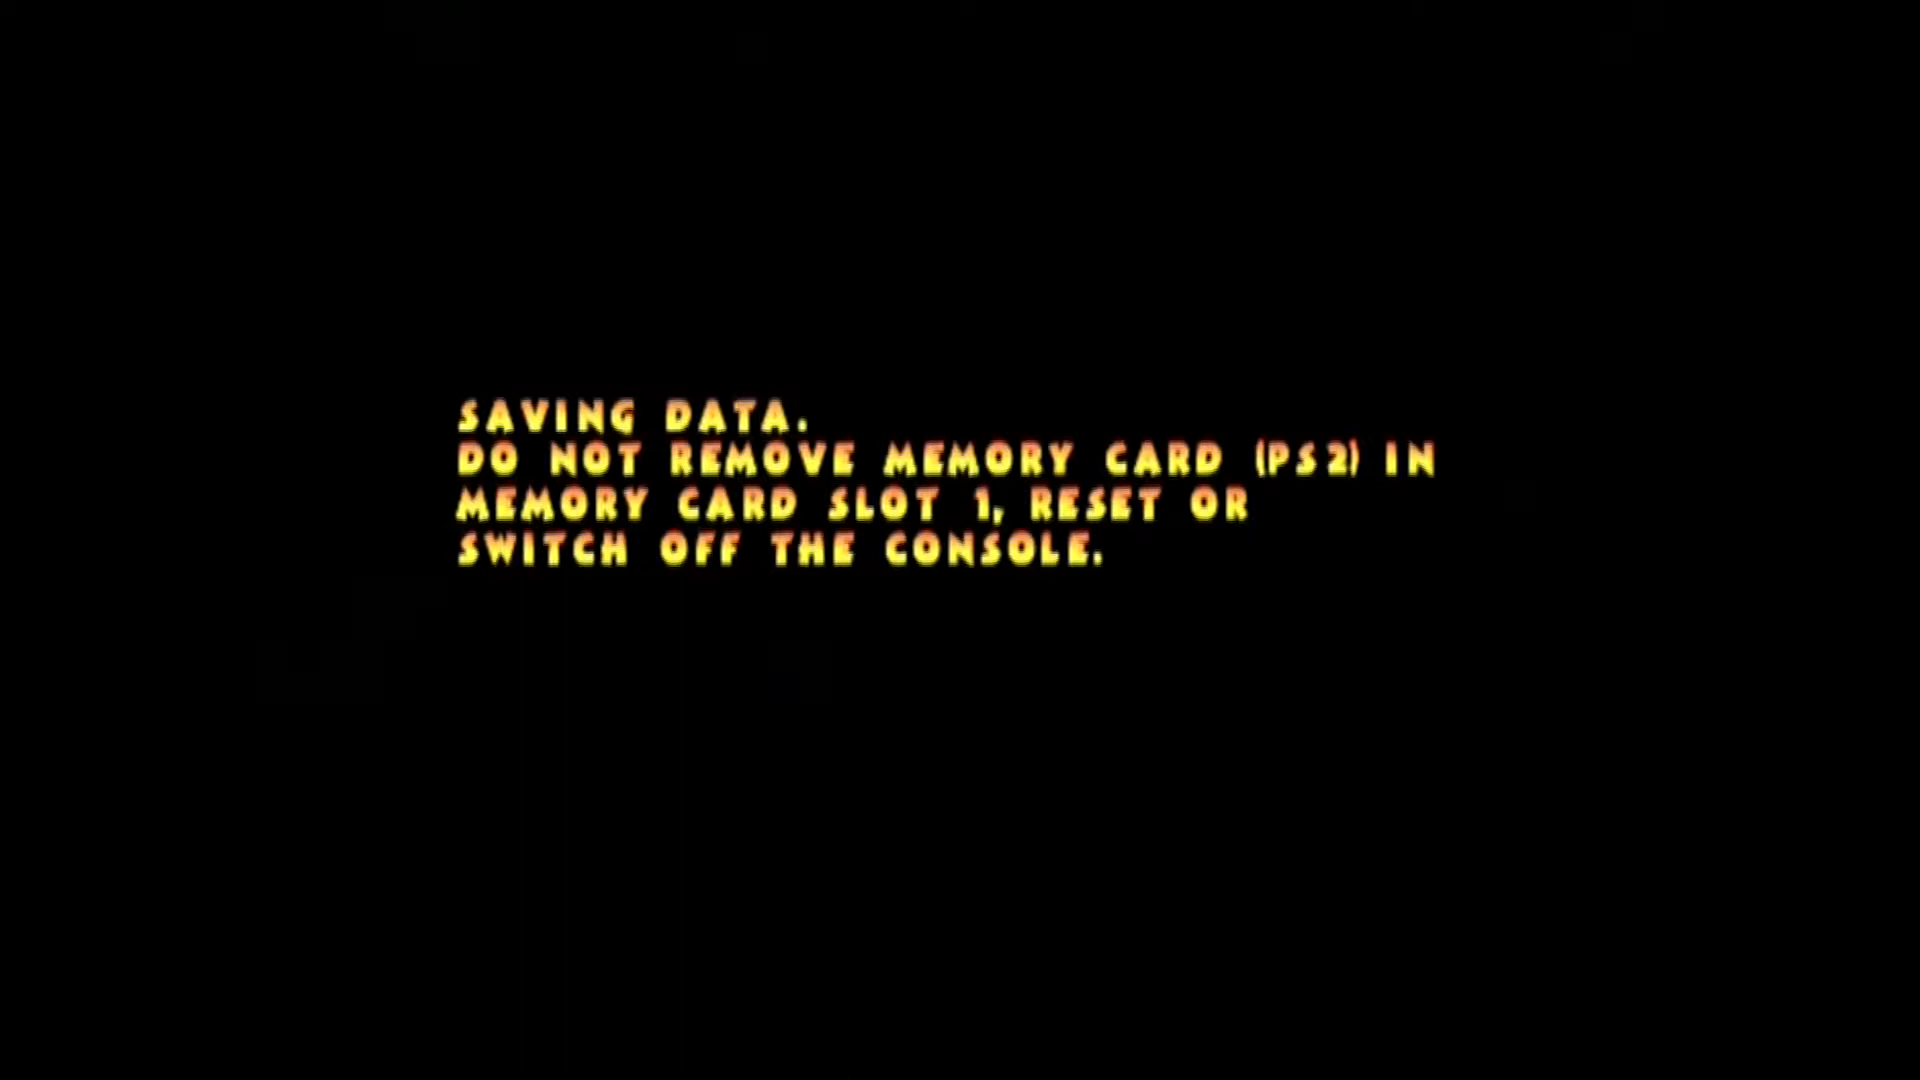 SAVING DATA.
DO NOT REMOVE MEMORY CARD (PS2) IN
MEMORY CARD SLOT 1, RESET OR
SWITCH OFF THE CONSOLE.